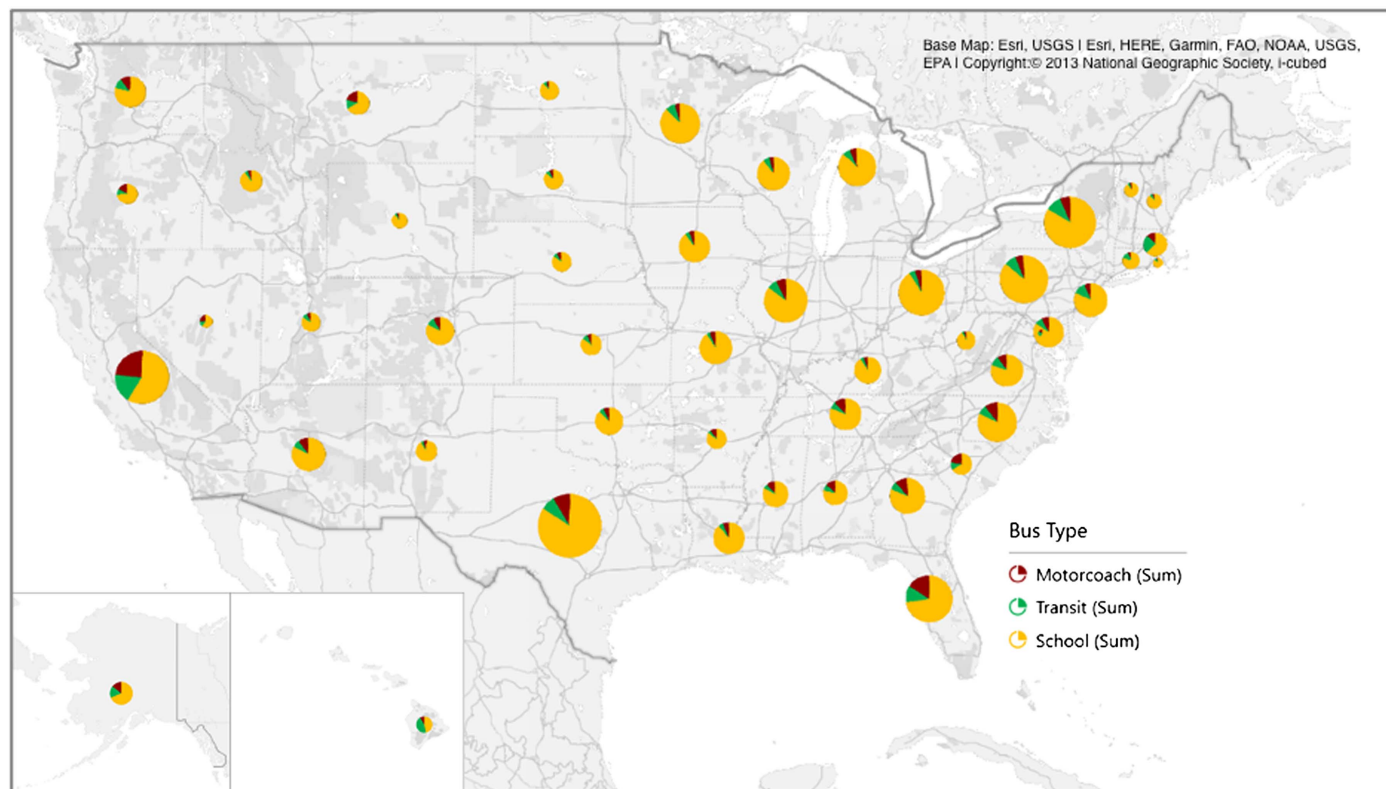 Base Map: Esri, USGS | Esri, HERE, Garmin, FAO, NOAA, USGS,
EPA | Copyright:© 2013 National Geographic Society, i-cubed
Bus Type
Motorcoach (Sum)
Transit (Sum)
School (Sum)